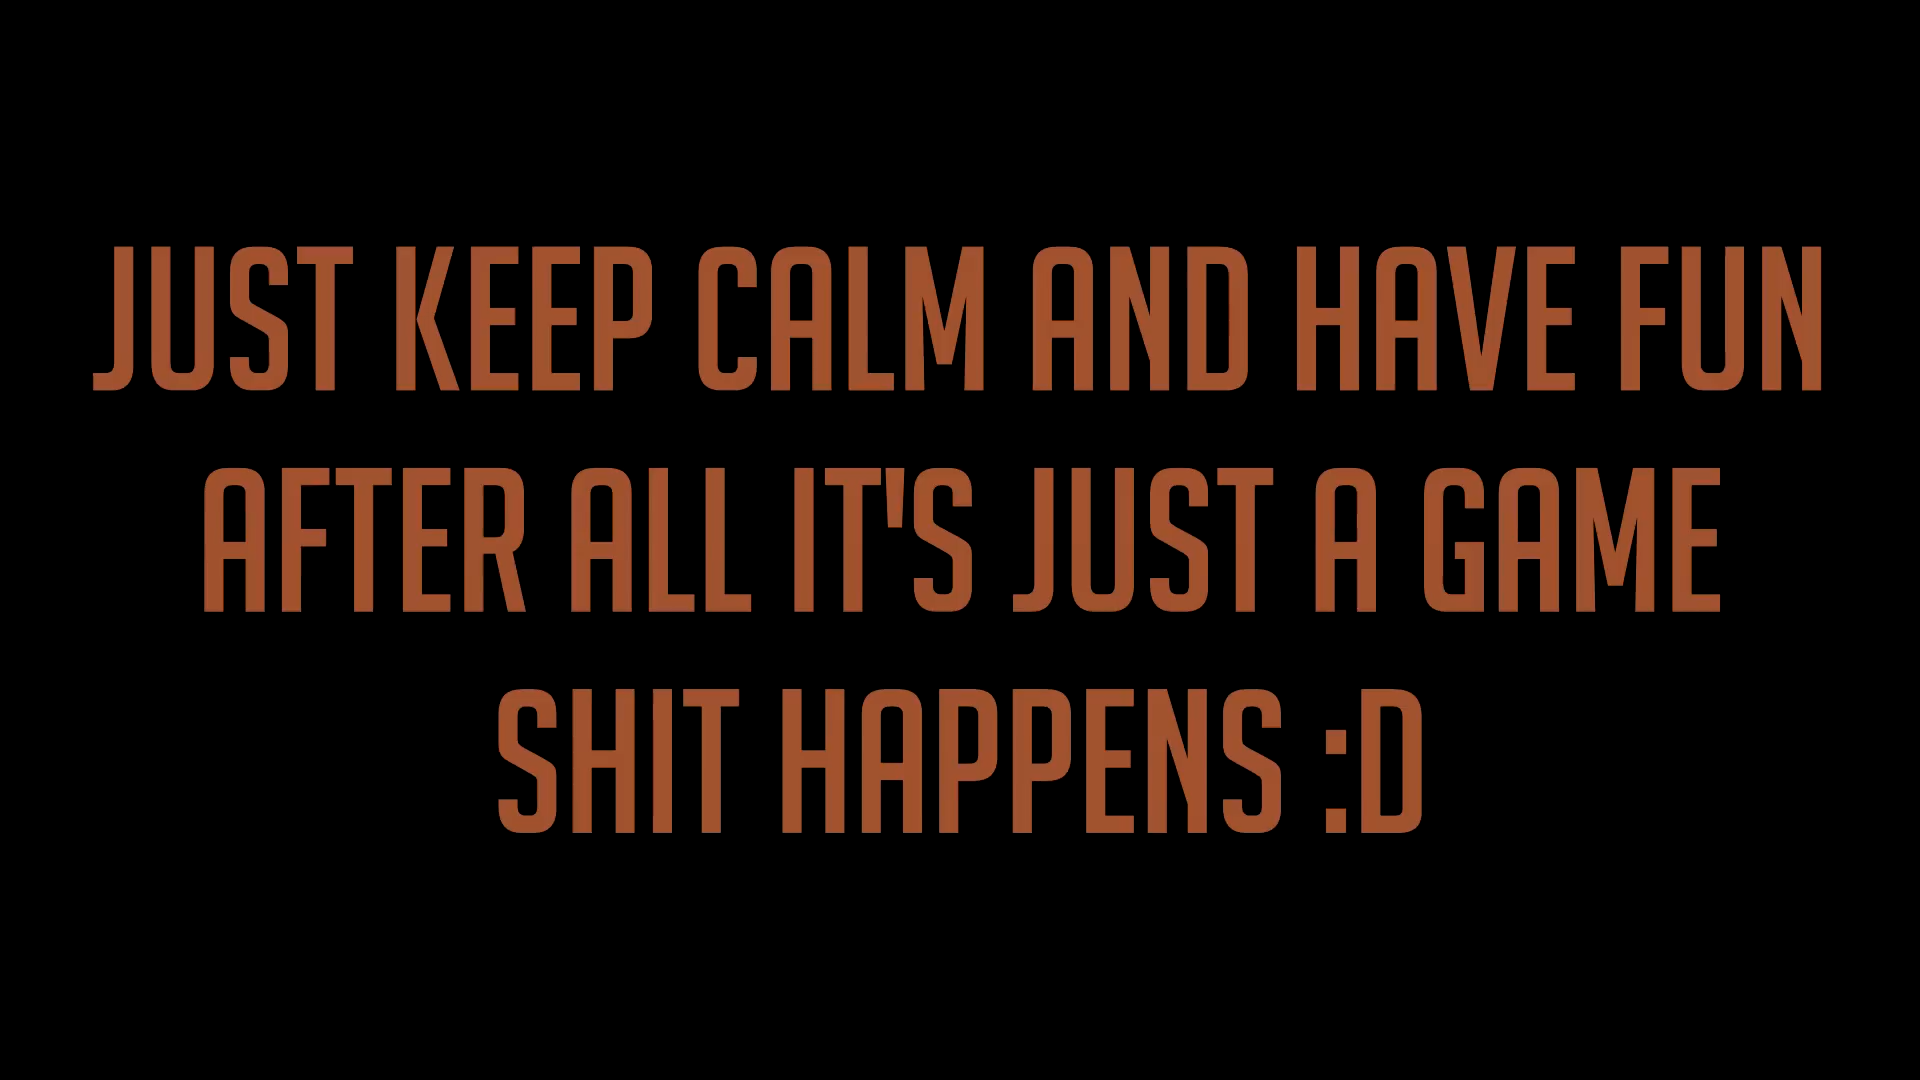 JUST KEEP CALM AND HAVE FUN
AFTER ALL IT'S JUST A GAME
SHIT HAPPENS :D